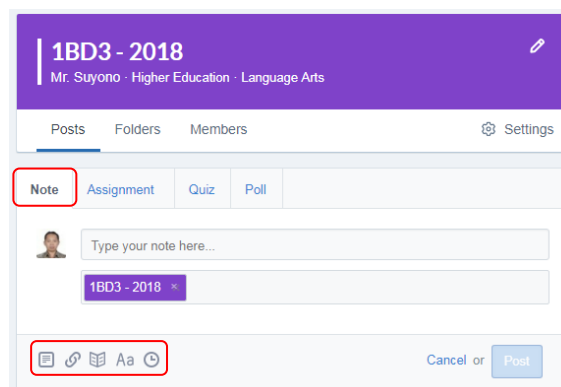 1BD3 - 2018
Mr. Suyono · Higher Education · Language Arts
Posts Folders Members Settings
Note Assignment Quiz Poll
Type your note here...
1BD3 - 2018 ×
Aa Cancel or Post